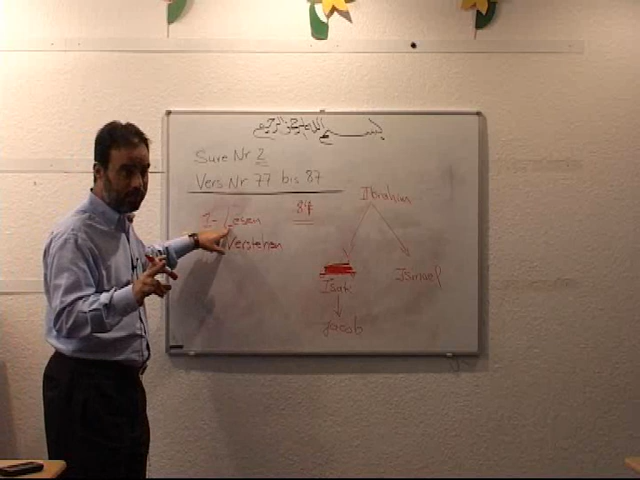 بسم الله الرحمن الرحيم
Sure Nr 2
Vers Nr 77 bis 87
Ibrahim
1- Lesen 84
Verstehen
Isak Ismael
Jacob